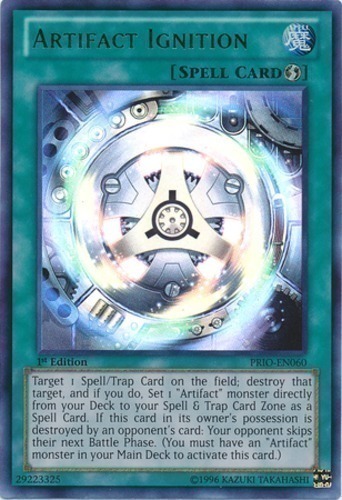 ARTIFACT IGNITION
魔
[SPELL CARD]
1st Edition
PRIO-EN060
Target 1 Spell/Trap Card on the field; destroy that
target, and if you do, Set 1 "Artifact" monster directly
from your Deck to your Spell & Trap Card Zone as a
Spell Card. If this card in its owner's possession is
destroyed by an opponent's card: Your opponent skips
their next Battle Phase. (You must have an "Artifact"
monster in your Main Deck to activate this card.)
29223325
©1996 KAZUKI TAKAHASHI